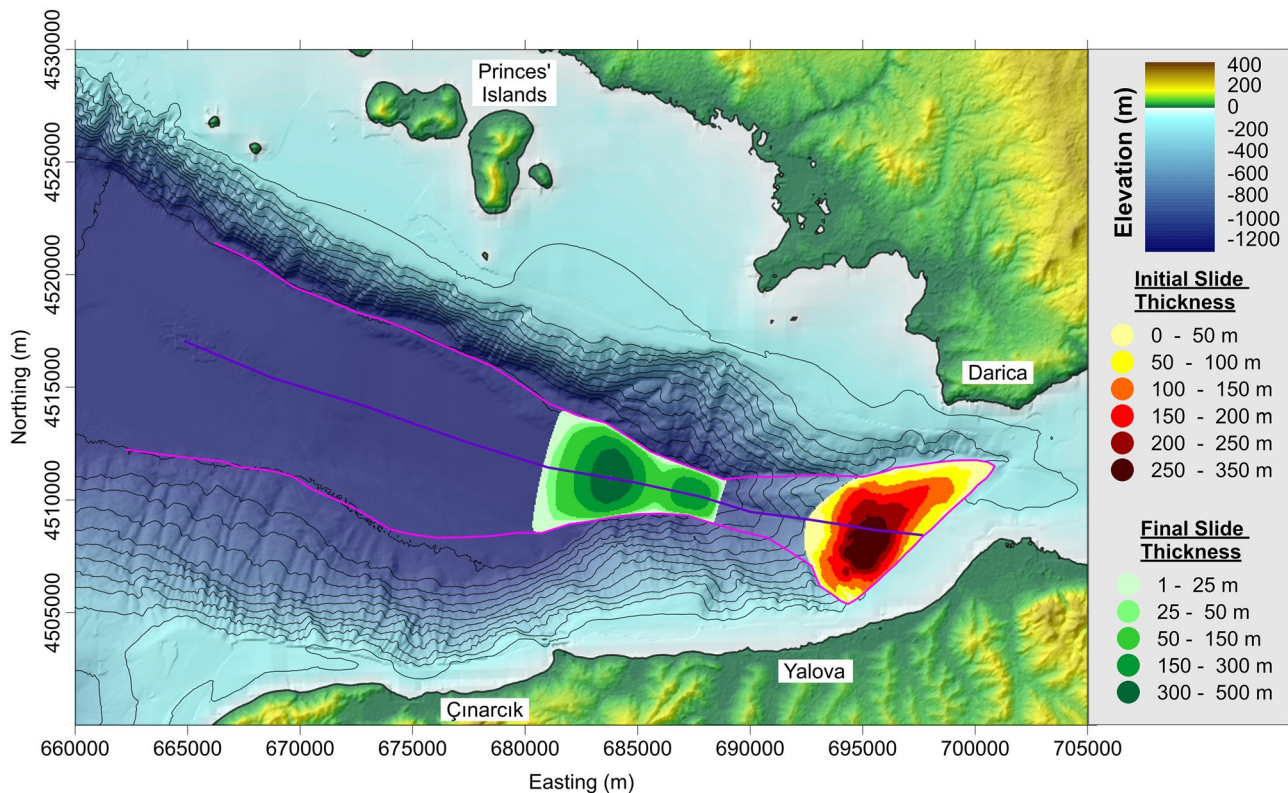 4530000
4525000
4520000
4515000
4510000
4505000
Northing (m)
660000
665000
670000
675000
680000
685000
690000
695000
700000
705000
Easting (m)
Princes'
Islands
Darica
Yalova
Çınarcık
Elevation (m)
400
200
0
-200
-400
-600
-800
-1000
-1200
Initial Slide
Thickness
0 - 50 m
50 - 100 m
100 - 150 m
150 - 200 m
200 - 250 m
250 - 350 m
Final Slide
Thickness
1 - 25 m
25 - 50 m
50 - 150 m
150 - 300 m
300 - 500 m